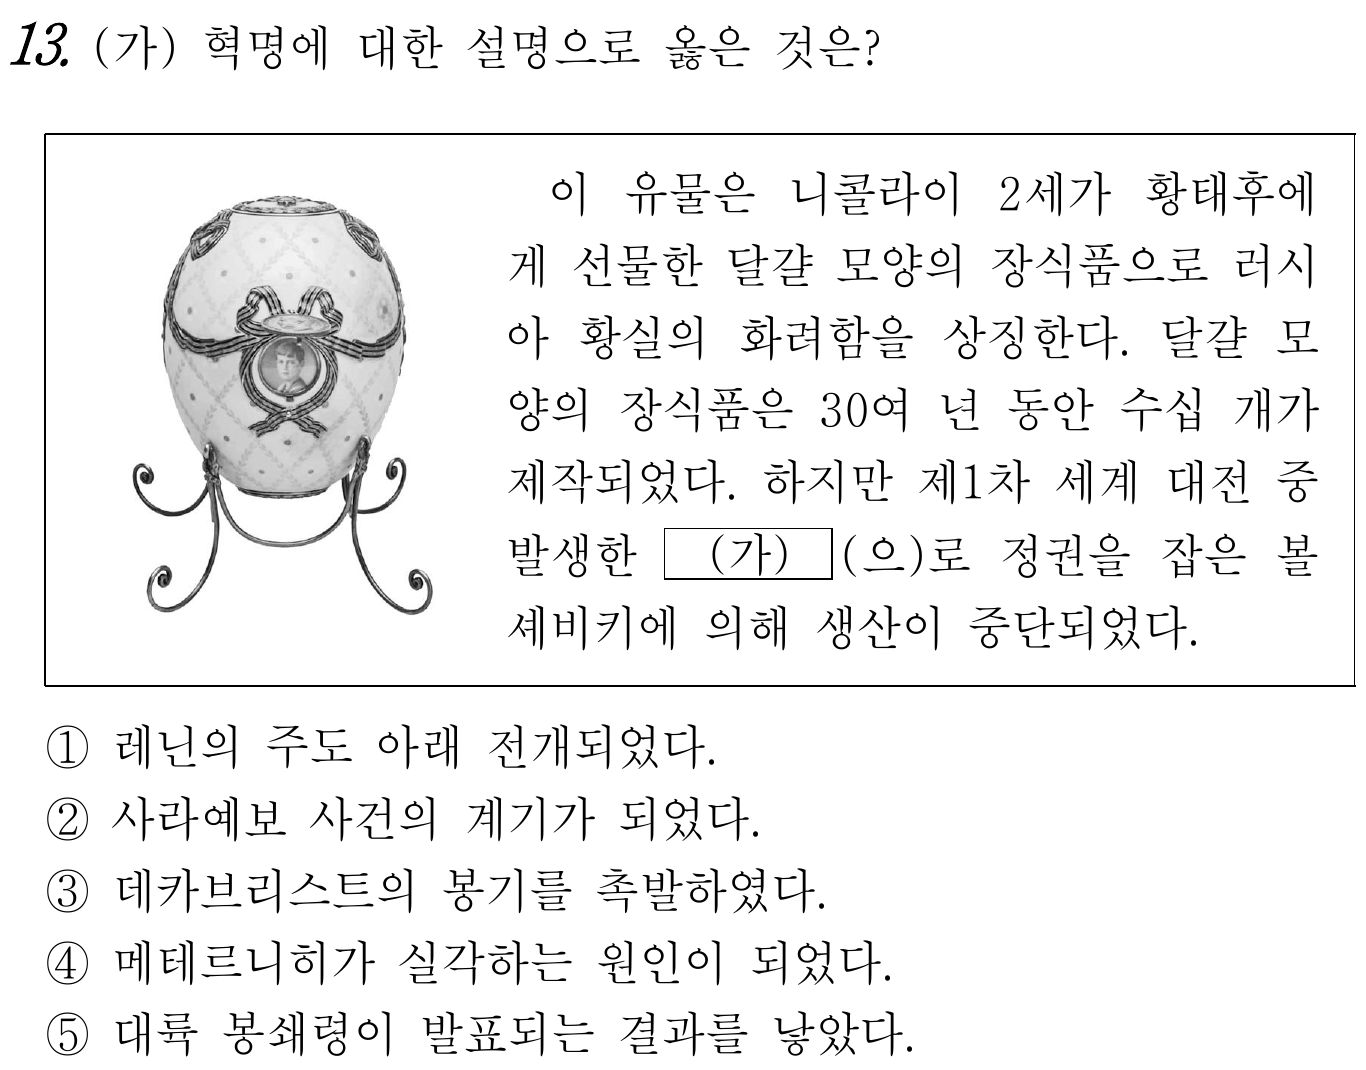 13. (가) 혁명에 대한 설명으로 옳은 것은?
이 유물은 니콜라이 2세가 황태후에
게 선물한 달걀 모양의 장식품으로 러시
아 황실의 화려함을 상징한다. 달걀 모
양의 장식품은 30여 년 동안 수십 개가
제작되었다. 하지만 제1차 세계 대전 중
발생한 (가) (으)로 정권을 잡은 볼
셰비키에 의해 생산이 중단되었다.
① 레닌의 주도 아래 전개되었다.
② 사라예보 사건의 계기가 되었다.
③ 데카브리스트의 봉기를 촉발하였다.
④ 메테르니히가 실각하는 원인이 되었다.
⑤ 대륙 봉쇄령이 발표되는 결과를 낳았다.